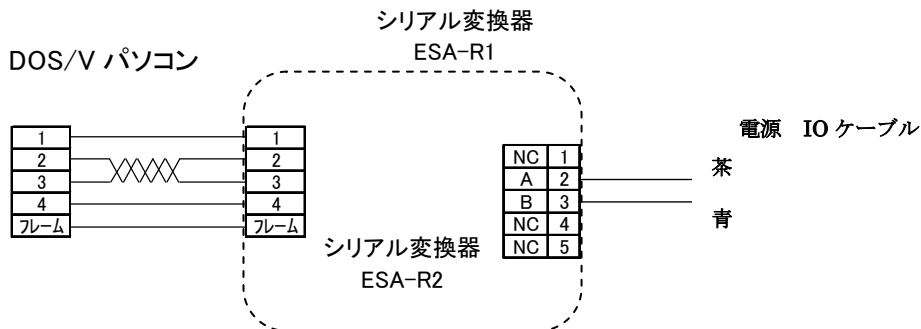 シリアル変換器
ESA-R1
DOS/V パソコン
電源 IO ケーブル
1
2
3
4
フレーム
1
2
3
4
フレーム
NC 1
A 2
B 3
NC 4
NC 5
茶
青
シリアル変換器
ESA-R2